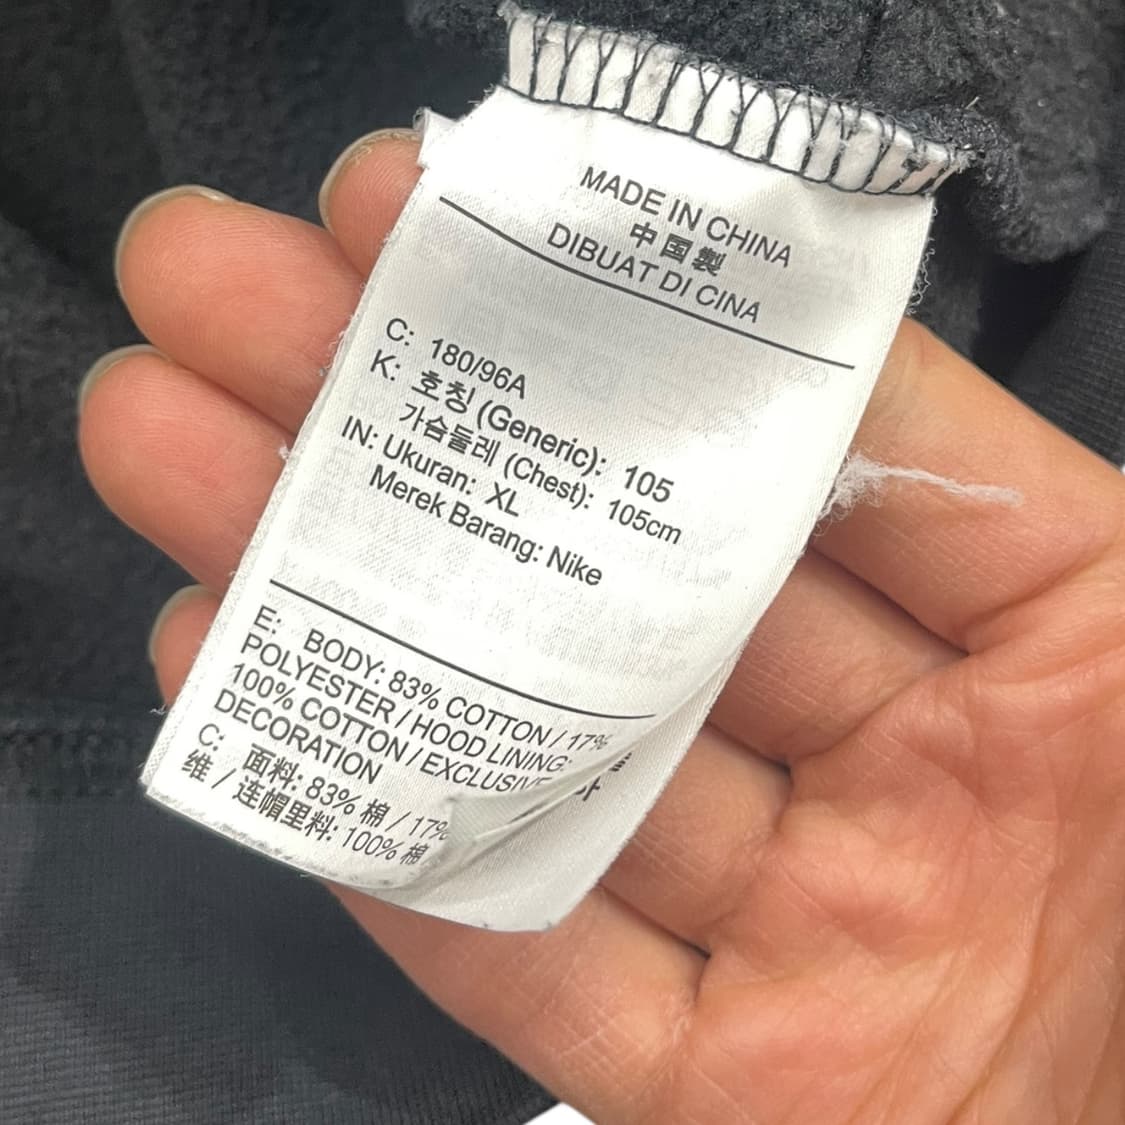 MADE IN CHINA
中国製
DIBUAT DI CINA
C: 180/96A
K: 호칭 (Generic): 105
가슴둘레 (Chest): 105cm
IN: Ukuran: XL
Merek Barang: Nike
E: BODY: 83% COTTON / 17%
POLYESTER / HOOD LINING:
100% COTTON / EXCLUSIVE
DECORATION
C: 面料: 83% 棉 / 17%
维 / 连帽里料: 100% 棉